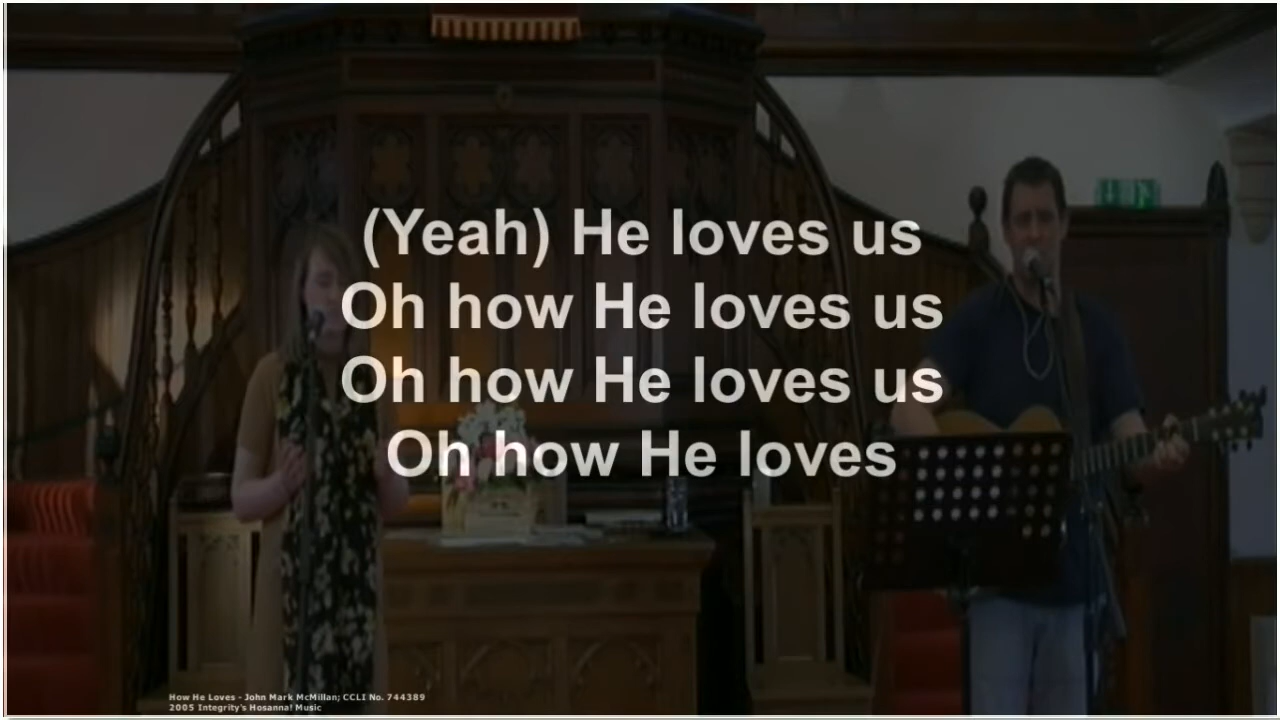 (Yeah) He loves us
Oh how He loves us
Oh how He loves us
Oh how He loves
How He Loves - John Mark McMillan; CCLI No. 744389
2005 Integrity's Hosanna! Music